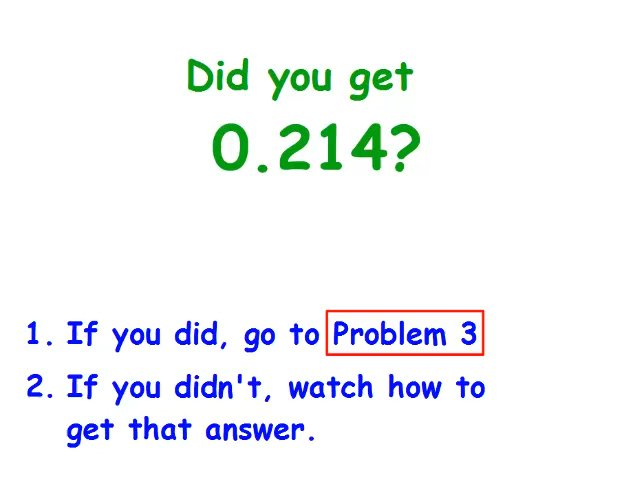 Did you get
0.214?
1. If you did, go to Problem 3
2. If you didn't, watch how to
get that answer.